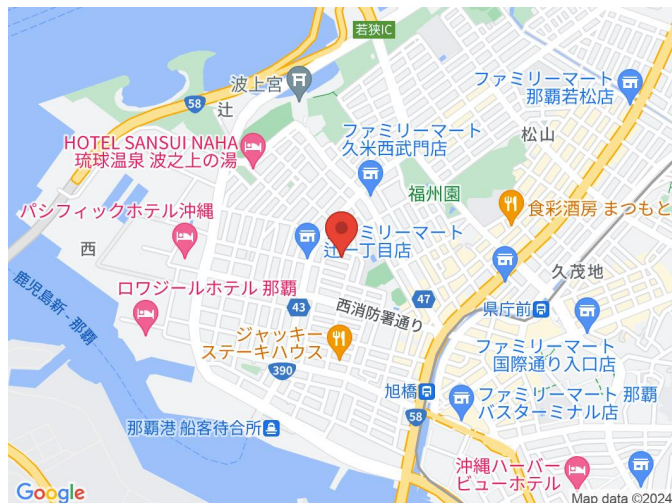 若狭IC
波上宮
58
辻
ファミリーマート
那覇若松店
HOTEL SANSUI NAHA
琉球温泉 波之上の湯
ファミリーマート
久米西武門店
松山
福州園
食彩酒房 まつもと
パシフィックホテル沖縄
ファミリーマート
辻一丁目店
西
久茂地
ロワジールホテル 那覇
43
47
西消防署通り
県庁前
鹿児島新 - 那覇
ジャッキー
ステーキハウス
ファミリーマート
国際通り入口店
390
旭橋
ファミリーマート 那覇
バスターミナル店
58
那覇港 船客待合所
沖縄ハーバー
ビューホテル
Google
Map data ©2024